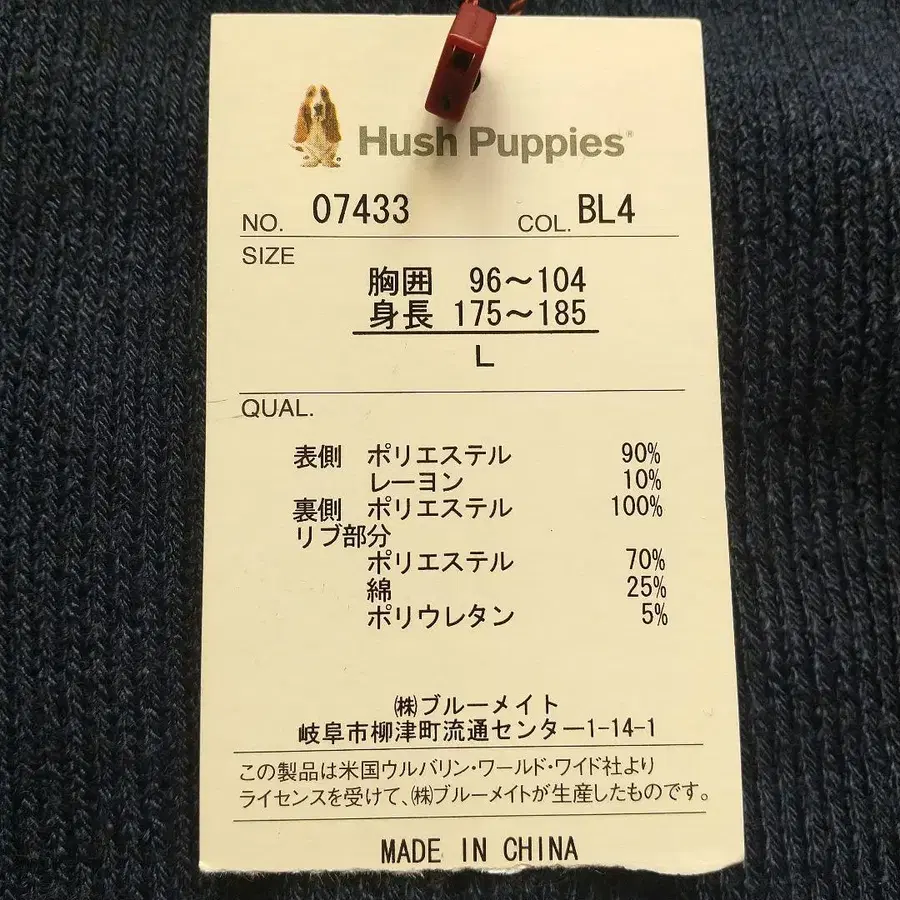 Hush Puppies®
NO. 07433 COL. BL4
SIZE
胸囲 96～104
身長 175～185
L
QUAL.
表側 ポリエステル 90%
レーヨン 10%
裏側 ポリエステル 100%
リブ部分
ポリエステル 70%
綿 25%
ポリウレタン 5%
㈱ブルーメイト
岐阜市柳津町流通センター1-14-1
この製品は米国ウルバリン・ワールド・ワイド社より
ライセンスを受けて、㈱ブルーメイトが生産したものです。
MADE IN CHINA